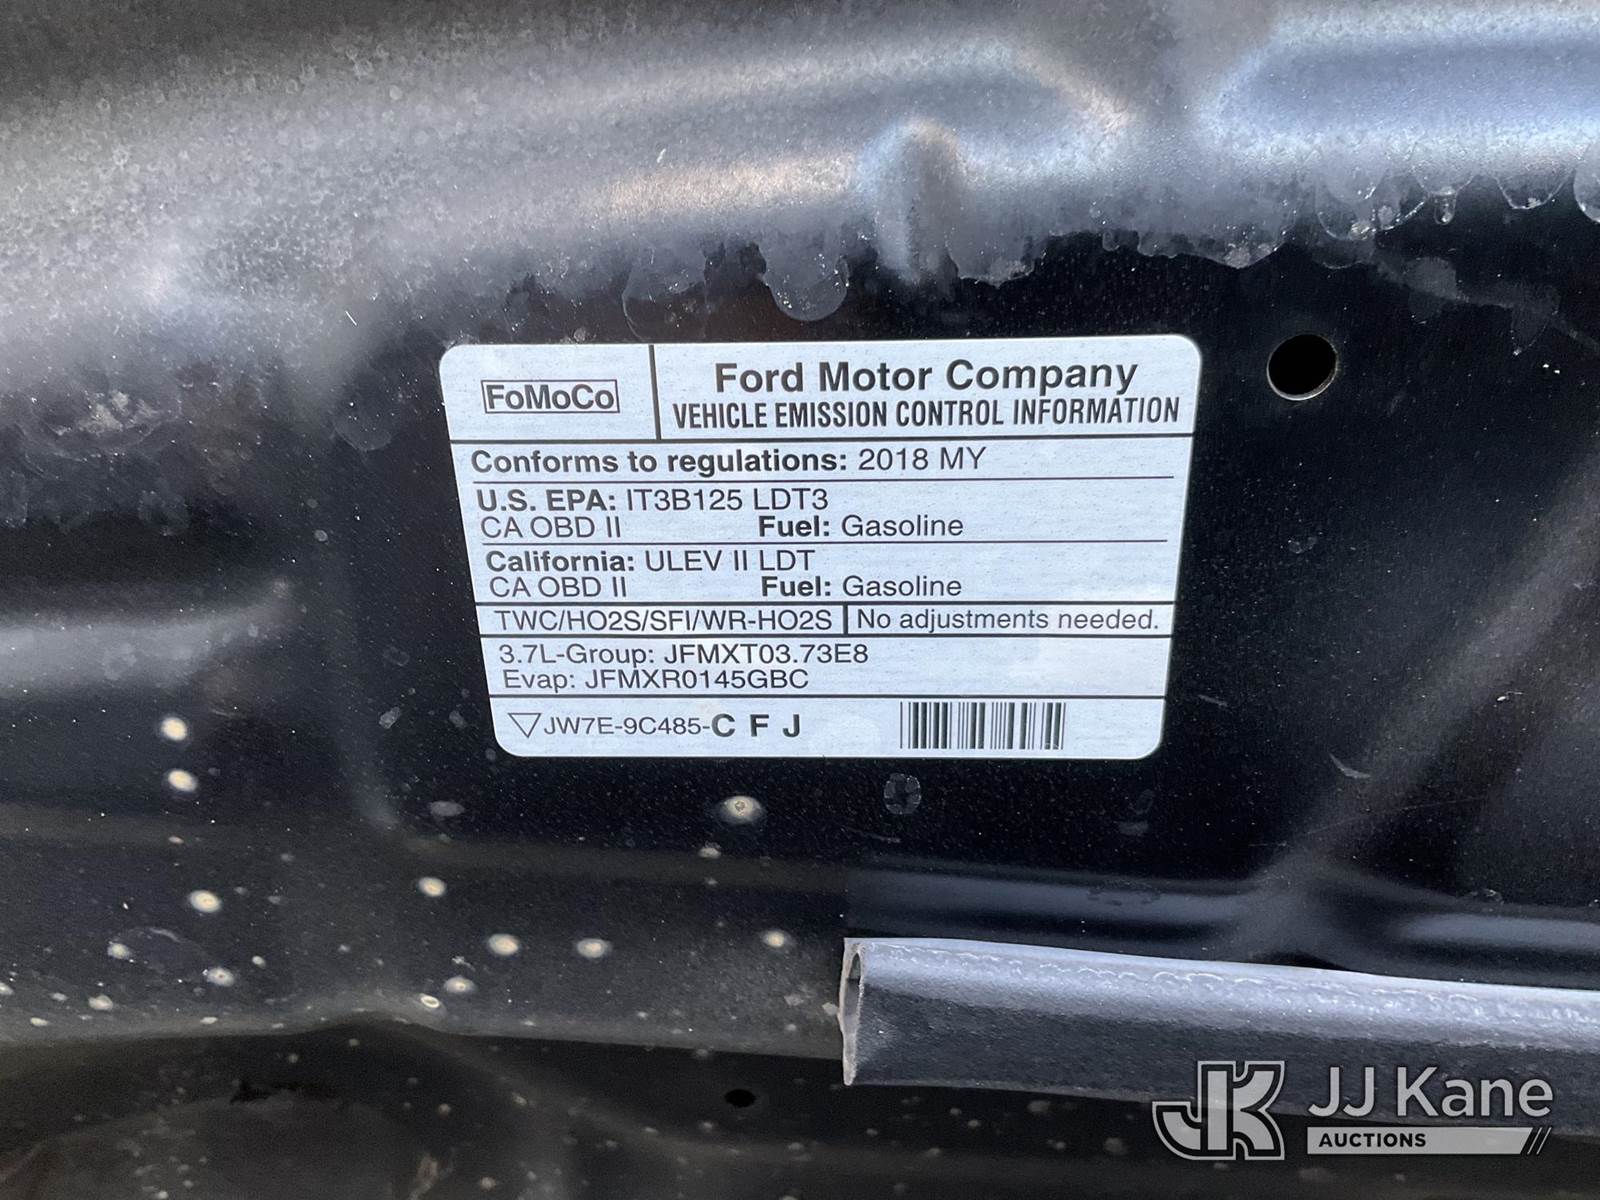 FoMoCo
Ford Motor Company
VEHICLE EMISSION CONTROL INFORMATION
Conforms to regulations: 2018 MY
U.S. EPA: IT3B125 LDT3
CA OBD II Fuel: Gasoline
California: ULEV II LDT
CA OBD II Fuel: Gasoline
TWC/HO2S/SFI/WR-HO2S No adjustments needed.
3.7L-Group: JFMXT03.73E8
Evap: JFMXR0145GBC
▽JW7E-9C485-C F J
JK JJ Kane
AUCTIONS